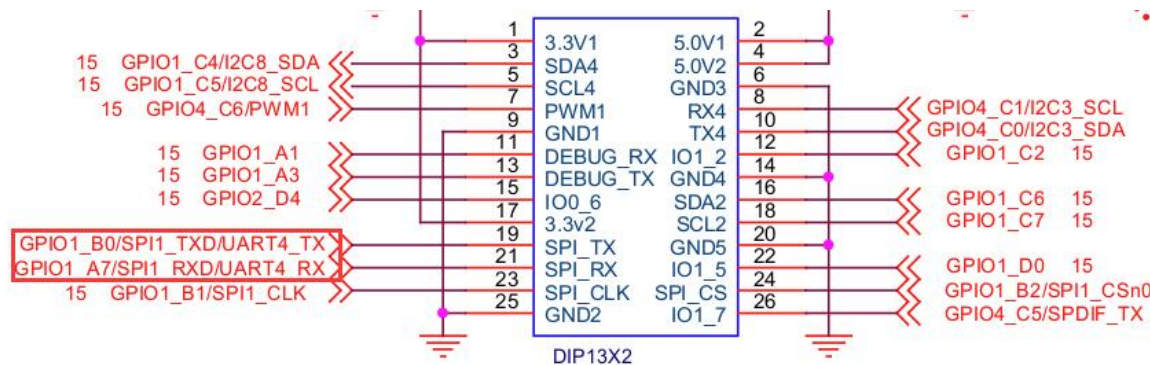 1 3.3V1 5.0V1 2
15 GPIO1_C4/I2C8_SDA 3 SDA4 5.0V2 4
15 GPIO1_C5/I2C8_SCL 5 SCL4 GND3 6
15 GPIO4_C6/PWM1 7 PWM1 RX4 8 GPIO4_C1/I2C3_SCL
9 GND1 TX4 10 GPIO4_C0/I2C3_SDA
15 GPIO1_A1 11 DEBUG_RX IO1_2 12 GPIO1_C2 15
15 GPIO1_A3 13 DEBUG_TX GND4 14
15 GPIO2_D4 15 IO0_6 SDA2 16 GPIO1_C6 15
17 3.3v2 SCL2 18 GPIO1_C7 15
GPIO1_B0/SPI1_TXD/UART4_TX 19 SPI_TX GND5 20
GPIO1_A7/SPI1_RXD/UART4_RX 21 SPI_RX IO1_5 22 GPIO1_D0 15
15 GPIO1_B1/SPI1_CLK 23 SPI_CLK SPI_CS 24 GPIO1_B2/SPI1_CSn0
25 GND2 IO1_7 26 GPIO4_C5/SPDIF_TX
DIP13X2